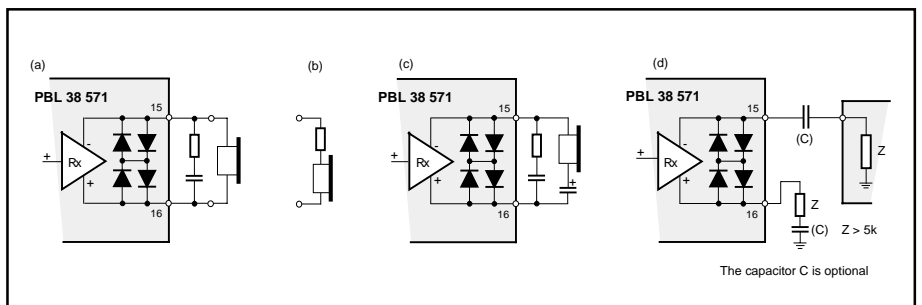 (a)
PBL 38 571
15
+
Rx
-
+
16
(b)
(c)
PBL 38 571
15
+
Rx
-
+
16
+
(d)
PBL 38 571
15
(C)
+
Rx
-
+
Z
16
Z
(C)
Z > 5k
The capacitor C is optional